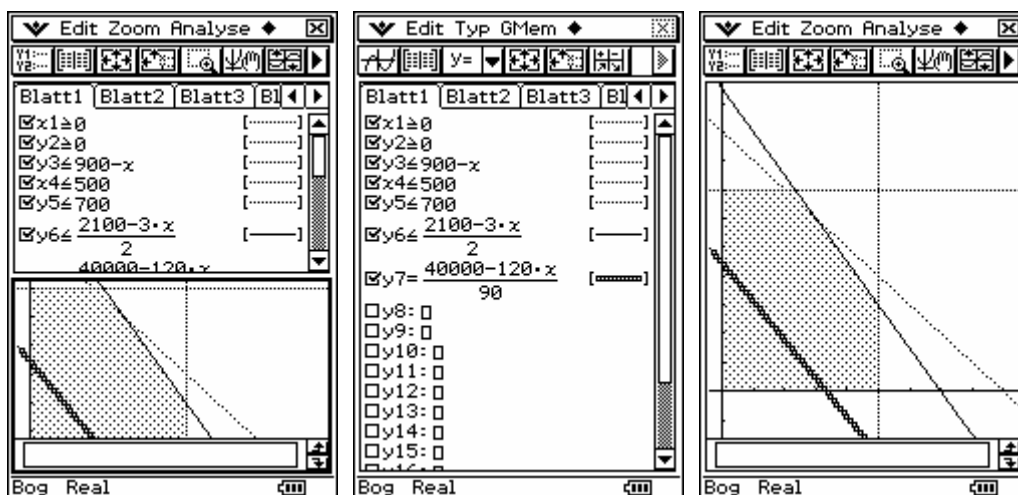 Edit Zoom Analyse ◆
Blatt1 Blatt2 Blatt3 Bl
x1≥0 [┈┈]
y2≥0 [┈┈]
y3≤900-x [┈┈]
x4≤500 [┈┈]
y5≤700 [┈┈]
y6≤ (2100-3·x)/2 [──]
40000-120·x
Bog Real
Edit Typ GMem ◆
y=
Blatt1 Blatt2 Blatt3 Bl
x1≥0 [┈┈]
y2≥0 [┈┈]
y3≤900-x [┈┈]
x4≤500 [┈┈]
y5≤700 [┈┈]
y6≤ (2100-3·x)/2 [──]
y7= (40000-120·x)/90 [━━]
y8:▯
y9:▯
y10:▯
y11:▯
y12:▯
y13:▯
y14:▯
y15:▯
Bog Real
Edit Zoom Analyse ◆
Bog Real